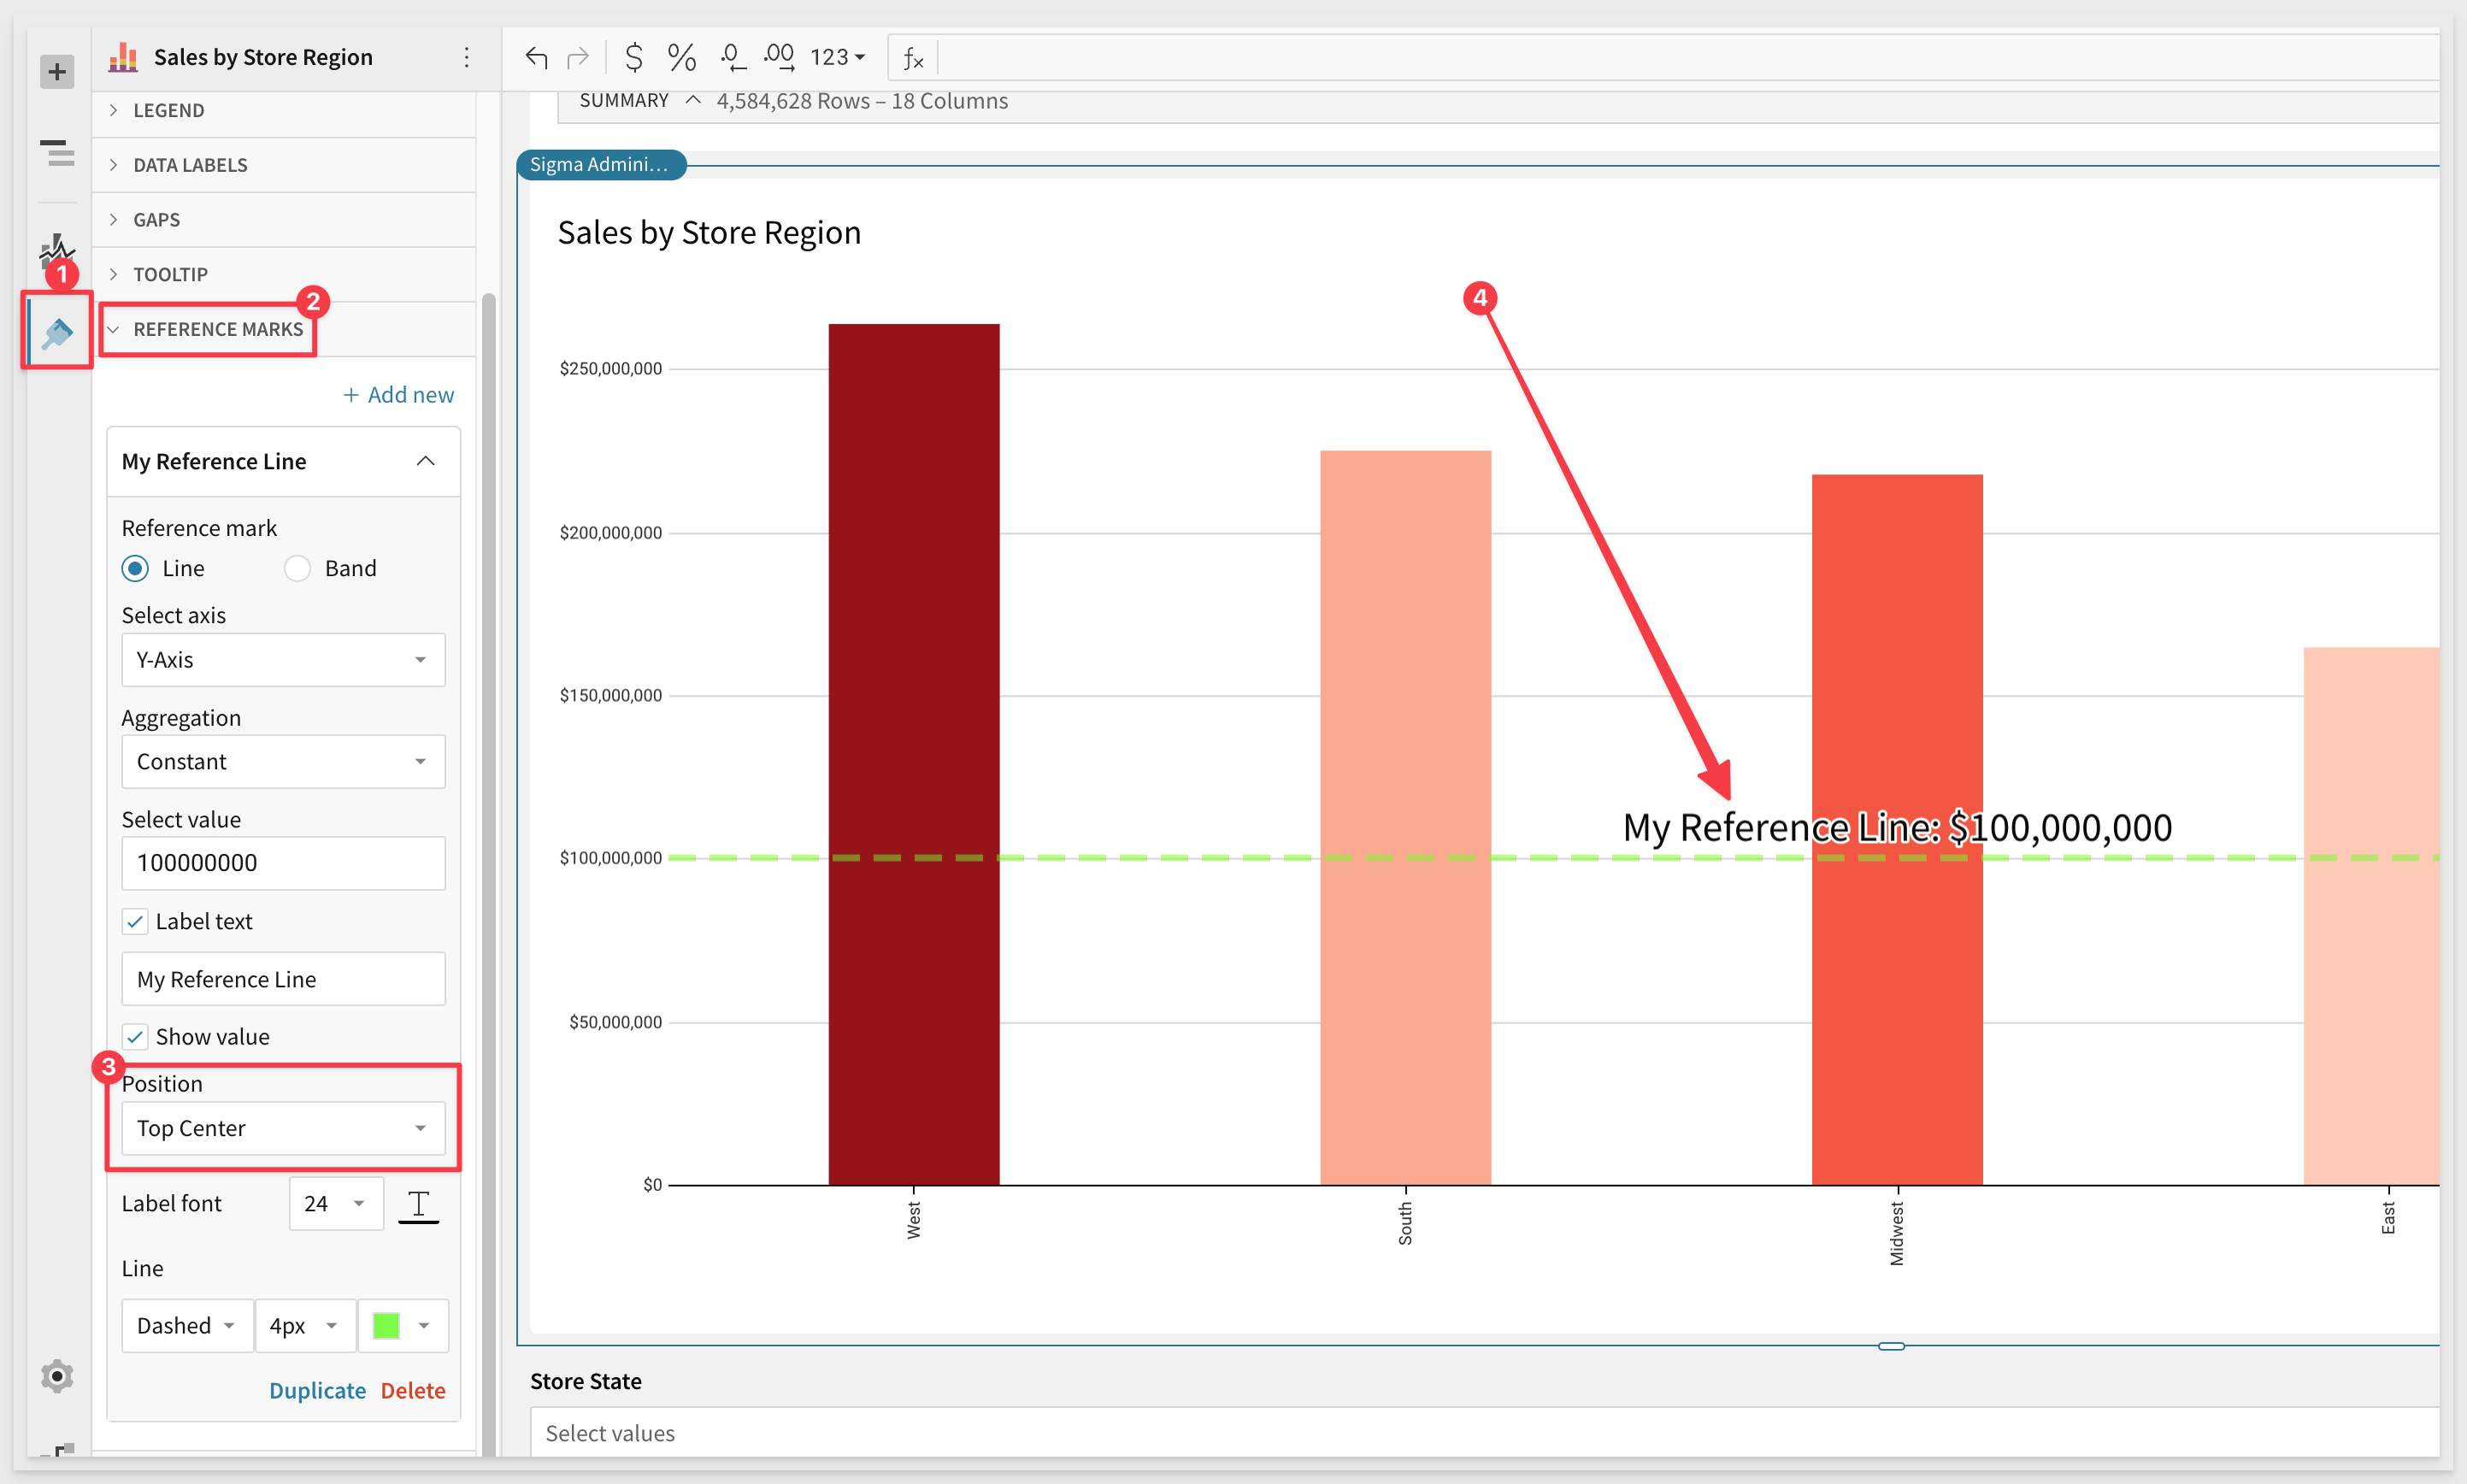 Sales by Store Region
$ % .0 .00 123 fx
SUMMARY 4,584,628 Rows – 18 Columns
LEGEND
DATA LABELS
GAPS
TOOLTIP
1
2
REFERENCE MARKS
+ Add new
My Reference Line
Reference mark
Line Band
Select axis
Y-Axis
Aggregation
Constant
Select value
100000000
Label text
My Reference Line
Show value
3
Position
Top Center
Label font 24 T
Line
Dashed 4px
Duplicate Delete
Sigma Admini...
Sales by Store Region
4
$250,000,000
$200,000,000
$150,000,000
My Reference Line: $100,000,000
$100,000,000
$50,000,000
$0
West
South
Midwest
East
Store State
Select values